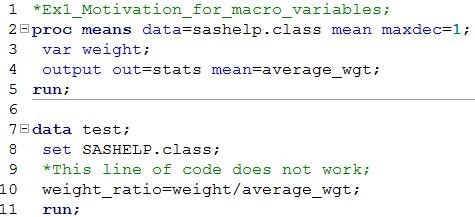 1 *Ex1_Motivation_for_macro_variables;
2 proc means data=sashelp.class mean maxdec=1;
3 var weight;
4 output out=stats mean=average_wgt;
5 run;
6
7 data test;
8 set SASHELP.class;
9 *This line of code does not work;
10 weight_ratio=weight/average_wgt;
11 run;